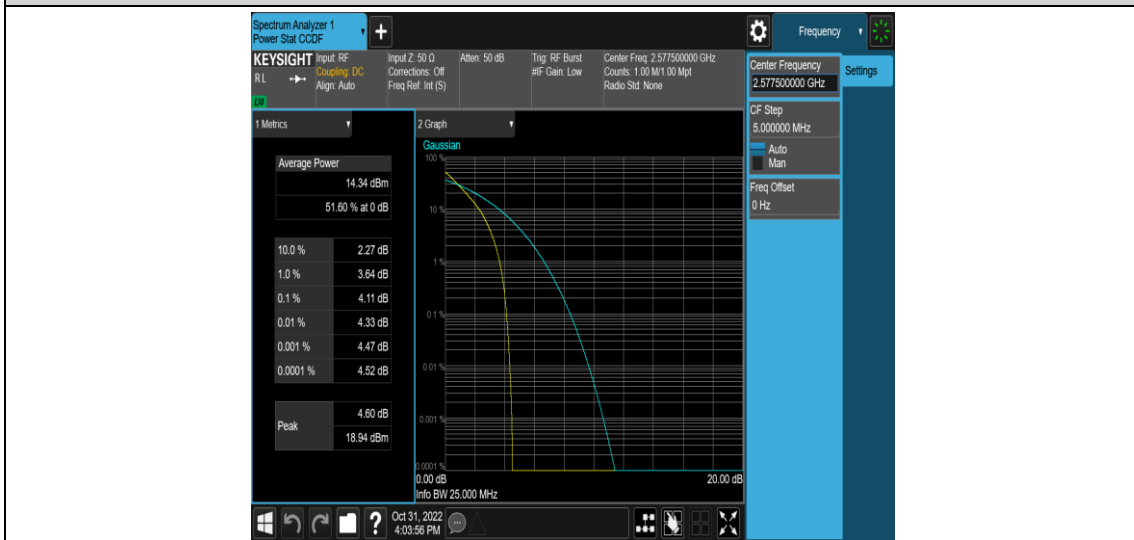 Spectrum Analyzer 1
Power Stat CCDF
+
Frequency
KEYSIGHT
RL
Input: RF
Coupling: DC
Align: Auto
Input Z: 50 Ω
Corrections: Off
Freq Ref: Int (S)
Atten: 50 dB
Trig: RF Burst
#IF Gain: Low
Center Freq: 2.577500000 GHz
Counts: 1.00 M/1.00 Mpt
Radio Std: None
Center Frequency
2.577500000 GHz
Settings
CF Step
5.000000 MHz
Auto
Man
Freq Offset
0 Hz
1 Metrics
Average Power
14.34 dBm
51.60 % at 0 dB
10.0 % 2.27 dB
1.0 % 3.64 dB
0.1 % 4.11 dB
0.01 % 4.33 dB
0.001 % 4.47 dB
0.0001 % 4.52 dB
Peak
4.60 dB
18.94 dBm
2 Graph
Gaussian
100 %
10 %
1 %
0.1 %
0.01 %
0.001 %
0.0001 %
0.00 dB 20.00 dB
Info BW 25.000 MHz
?
Oct 31, 2022
4:03:56 PM